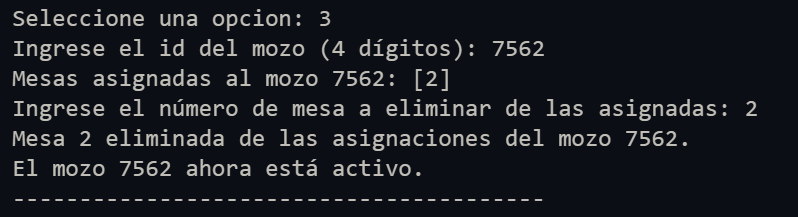 Seleccione una opcion: 3
Ingrese el id del mozo (4 dígitos): 7562
Mesas asignadas al mozo 7562: [2]
Ingrese el número de mesa a eliminar de las asignadas: 2
Mesa 2 eliminada de las asignaciones del mozo 7562.
El mozo 7562 ahora está activo.
----------------------------------------